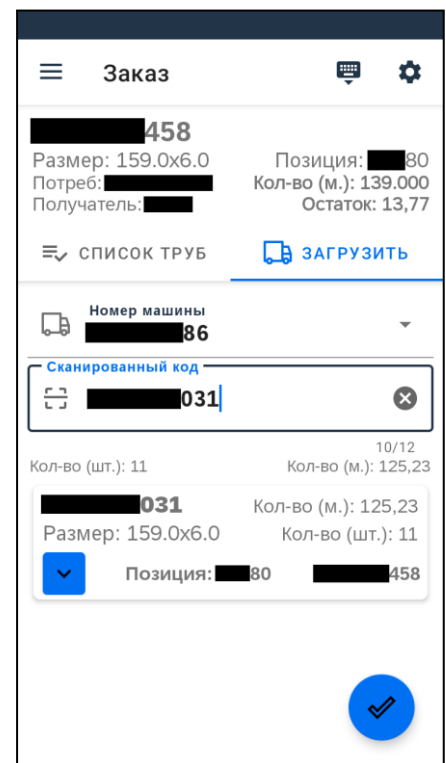 Заказ
458
Размер: 159.0x6.0 Позиция: 80
Потреб: Кол-во (м.): 139.000
Получатель: Остаток: 13,77
СПИСОК ТРУБ ЗАГРУЗИТЬ
Номер машины
86
Сканированный код
031
10/12
Кол-во (шт.): 11 Кол-во (м.): 125,23
031 Кол-во (м.): 125,23
Размер: 159.0x6.0 Кол-во (шт.): 11
Позиция: 80 458